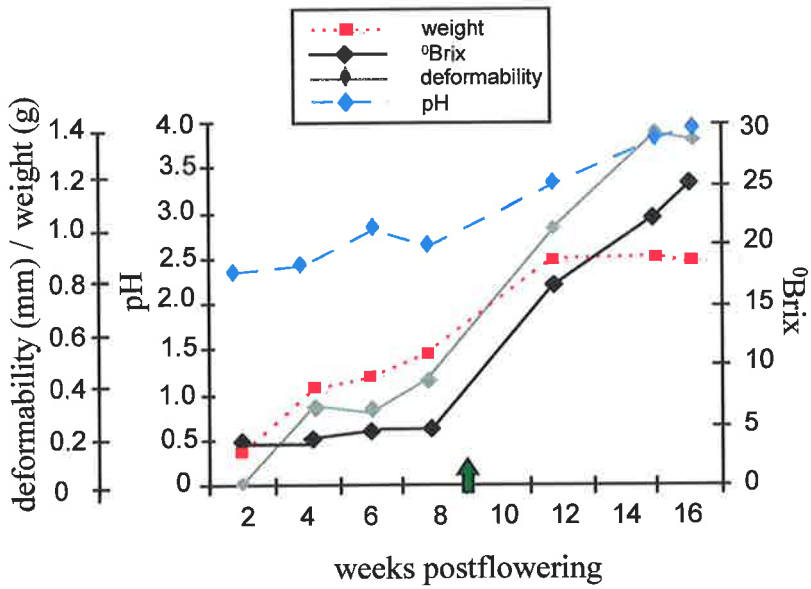 weight
⁰Brix
deformability
pH
deformability (mm) / weight (g)
1.4
1.2
1.0
0.8
0.6
0.4
0.2
0
pH
4.0
3.5
3.0
2.5
2.0
1.5
1.0
0.5
0
30
25
20
15
10
5
0
⁰Brix
2 4 6 8 10 12 14 16
weeks postflowering